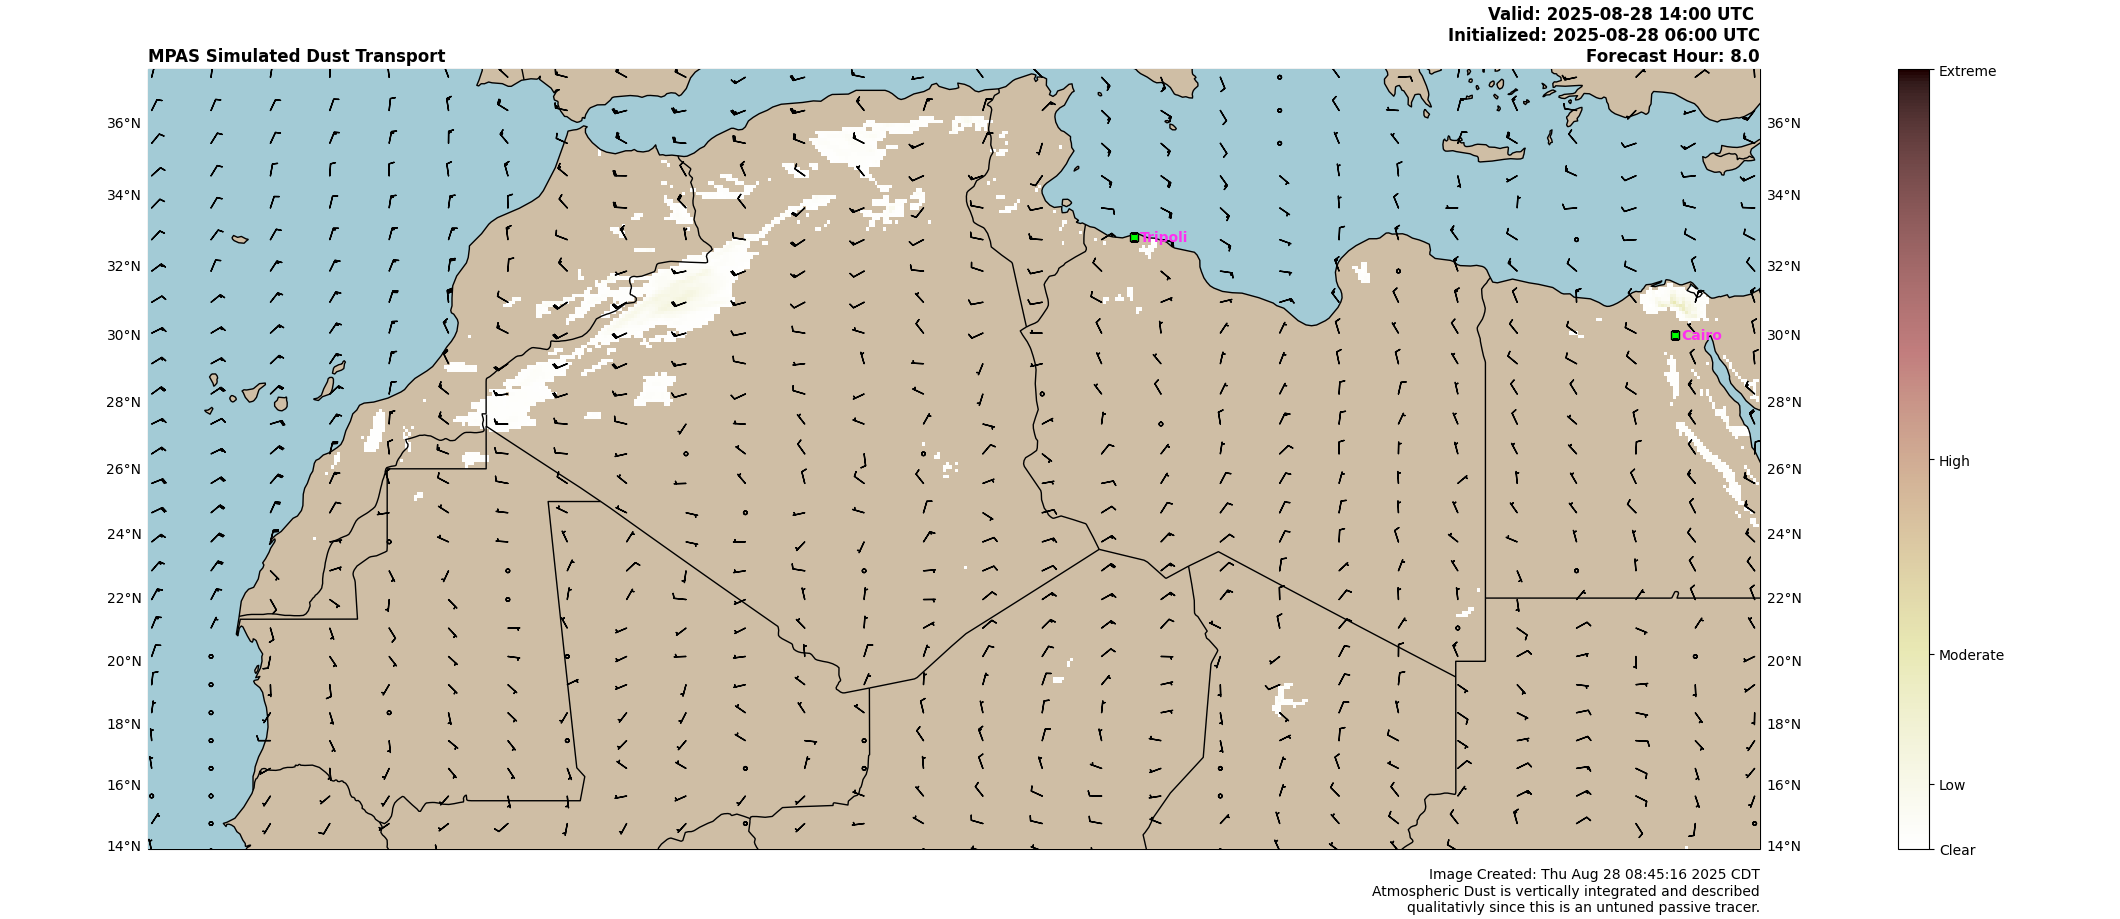 Valid: 2025-08-28 14:00 UTC
Initialized: 2025-08-28 06:00 UTC
MPAS Simulated Dust Transport
Forecast Hour: 8.0
Extreme
36°N
36°N
34°N
34°N
Tripoli
32°N
32°N
30°N
Cairo
30°N
28°N
28°N
26°N
26°N
High
24°N
24°N
22°N
22°N
20°N
20°N
Moderate
18°N
18°N
16°N
16°N
Low
14°N
14°N
Clear
Image Created: Thu Aug 28 08:45:16 2025 CDT
Atmospheric Dust is vertically integrated and described
qualitativly since this is an untuned passive tracer.